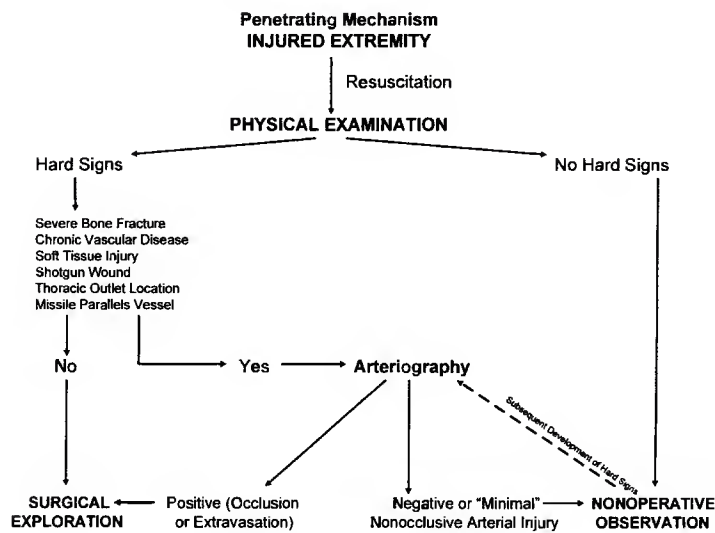 Penetrating Mechanism
INJURED EXTREMITY
Resuscitation
PHYSICAL EXAMINATION
Hard Signs
No Hard Signs
Severe Bone Fracture
Chronic Vascular Disease
Soft Tissue Injury
Shotgun Wound
Thoracic Outlet Location
Missile Parallels Vessel
No
Yes
Arteriography
Subsequent Development of Hard Signs
SURGICAL
EXPLORATION
Positive (Occlusion
or Extravasation)
Negative or "Minimal"
Nonocclusive Arterial Injury
NONOPERATIVE
OBSERVATION